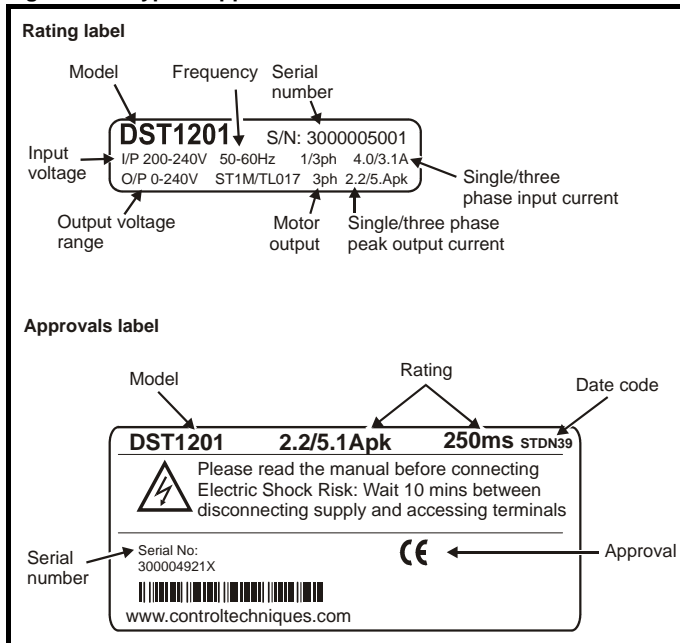 Rating label
Model
Frequency
Serial
number
DST1201 S/N: 3000005001
Input
voltage
I/P 200-240V 50-60Hz 1/3ph 4.0/3.1A
O/P 0-240V ST1M/TL017 3ph 2.2/5.Apk
Single/three
phase input current
Output voltage
range
Motor
output
Single/three phase
peak output current
Approvals label
Model
Rating
Date code
DST1201 2.2/5.1Apk 250ms STDN39
Please read the manual before connecting
Electric Shock Risk: Wait 10 mins between
disconnecting supply and accessing terminals
Serial
number
Serial No:
300004921X
CE
Approval
www.controltechniques.com